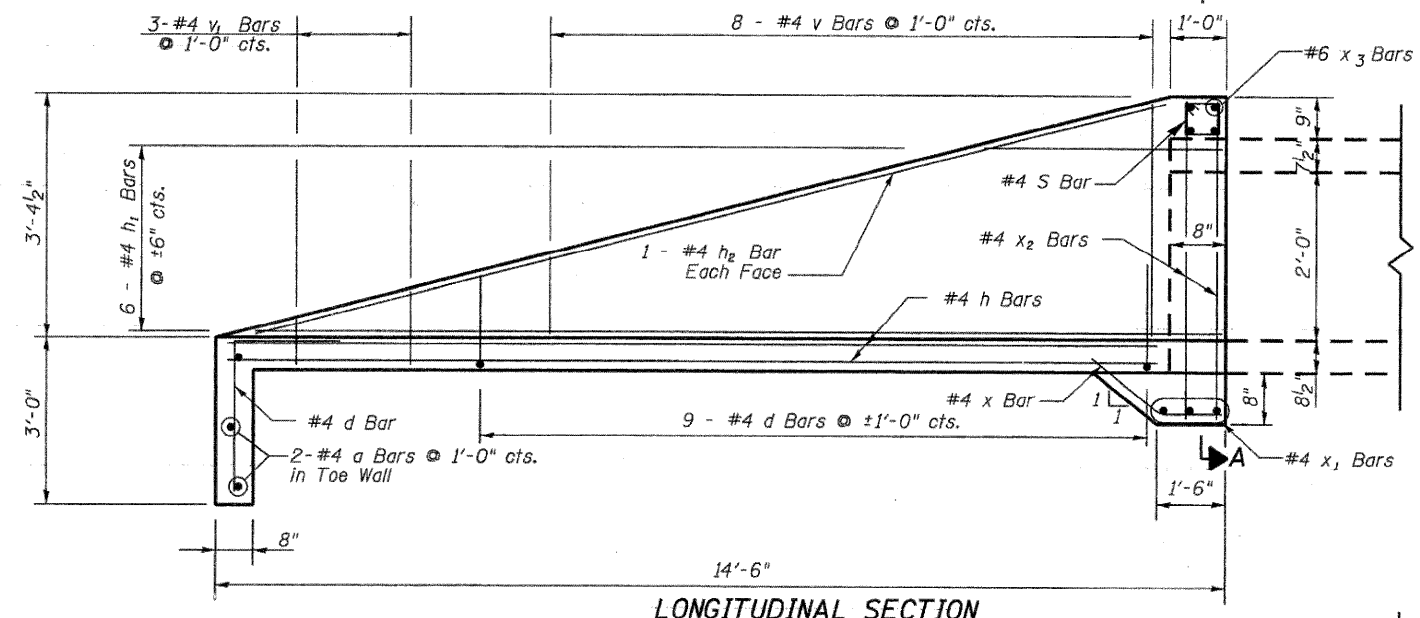 3-#4 v₁ Bars
@ 1'-0" cts.
8 - #4 v Bars @ 1'-0" cts.
1'-0"
#6 x₃ Bars
3'-4½"
6 - #4 h₁ Bars
@ ±6" cts.
9"
7½"
#4 S Bar
8"
#4 x₂ Bars
2'-0"
1 - #4 h₂ Bar
Each Face
#4 h Bars
3'-0"
#4 d Bar
#4 x Bar
1
1
8"
8½"
9 - #4 d Bars @ ±1'-0" cts.
2-#4 a Bars @ 1'-0" cts.
in Toe Wall
A
#4 x₁ Bars
1'-6"
8"
14'-6"
LONGITUDINAL SECTION